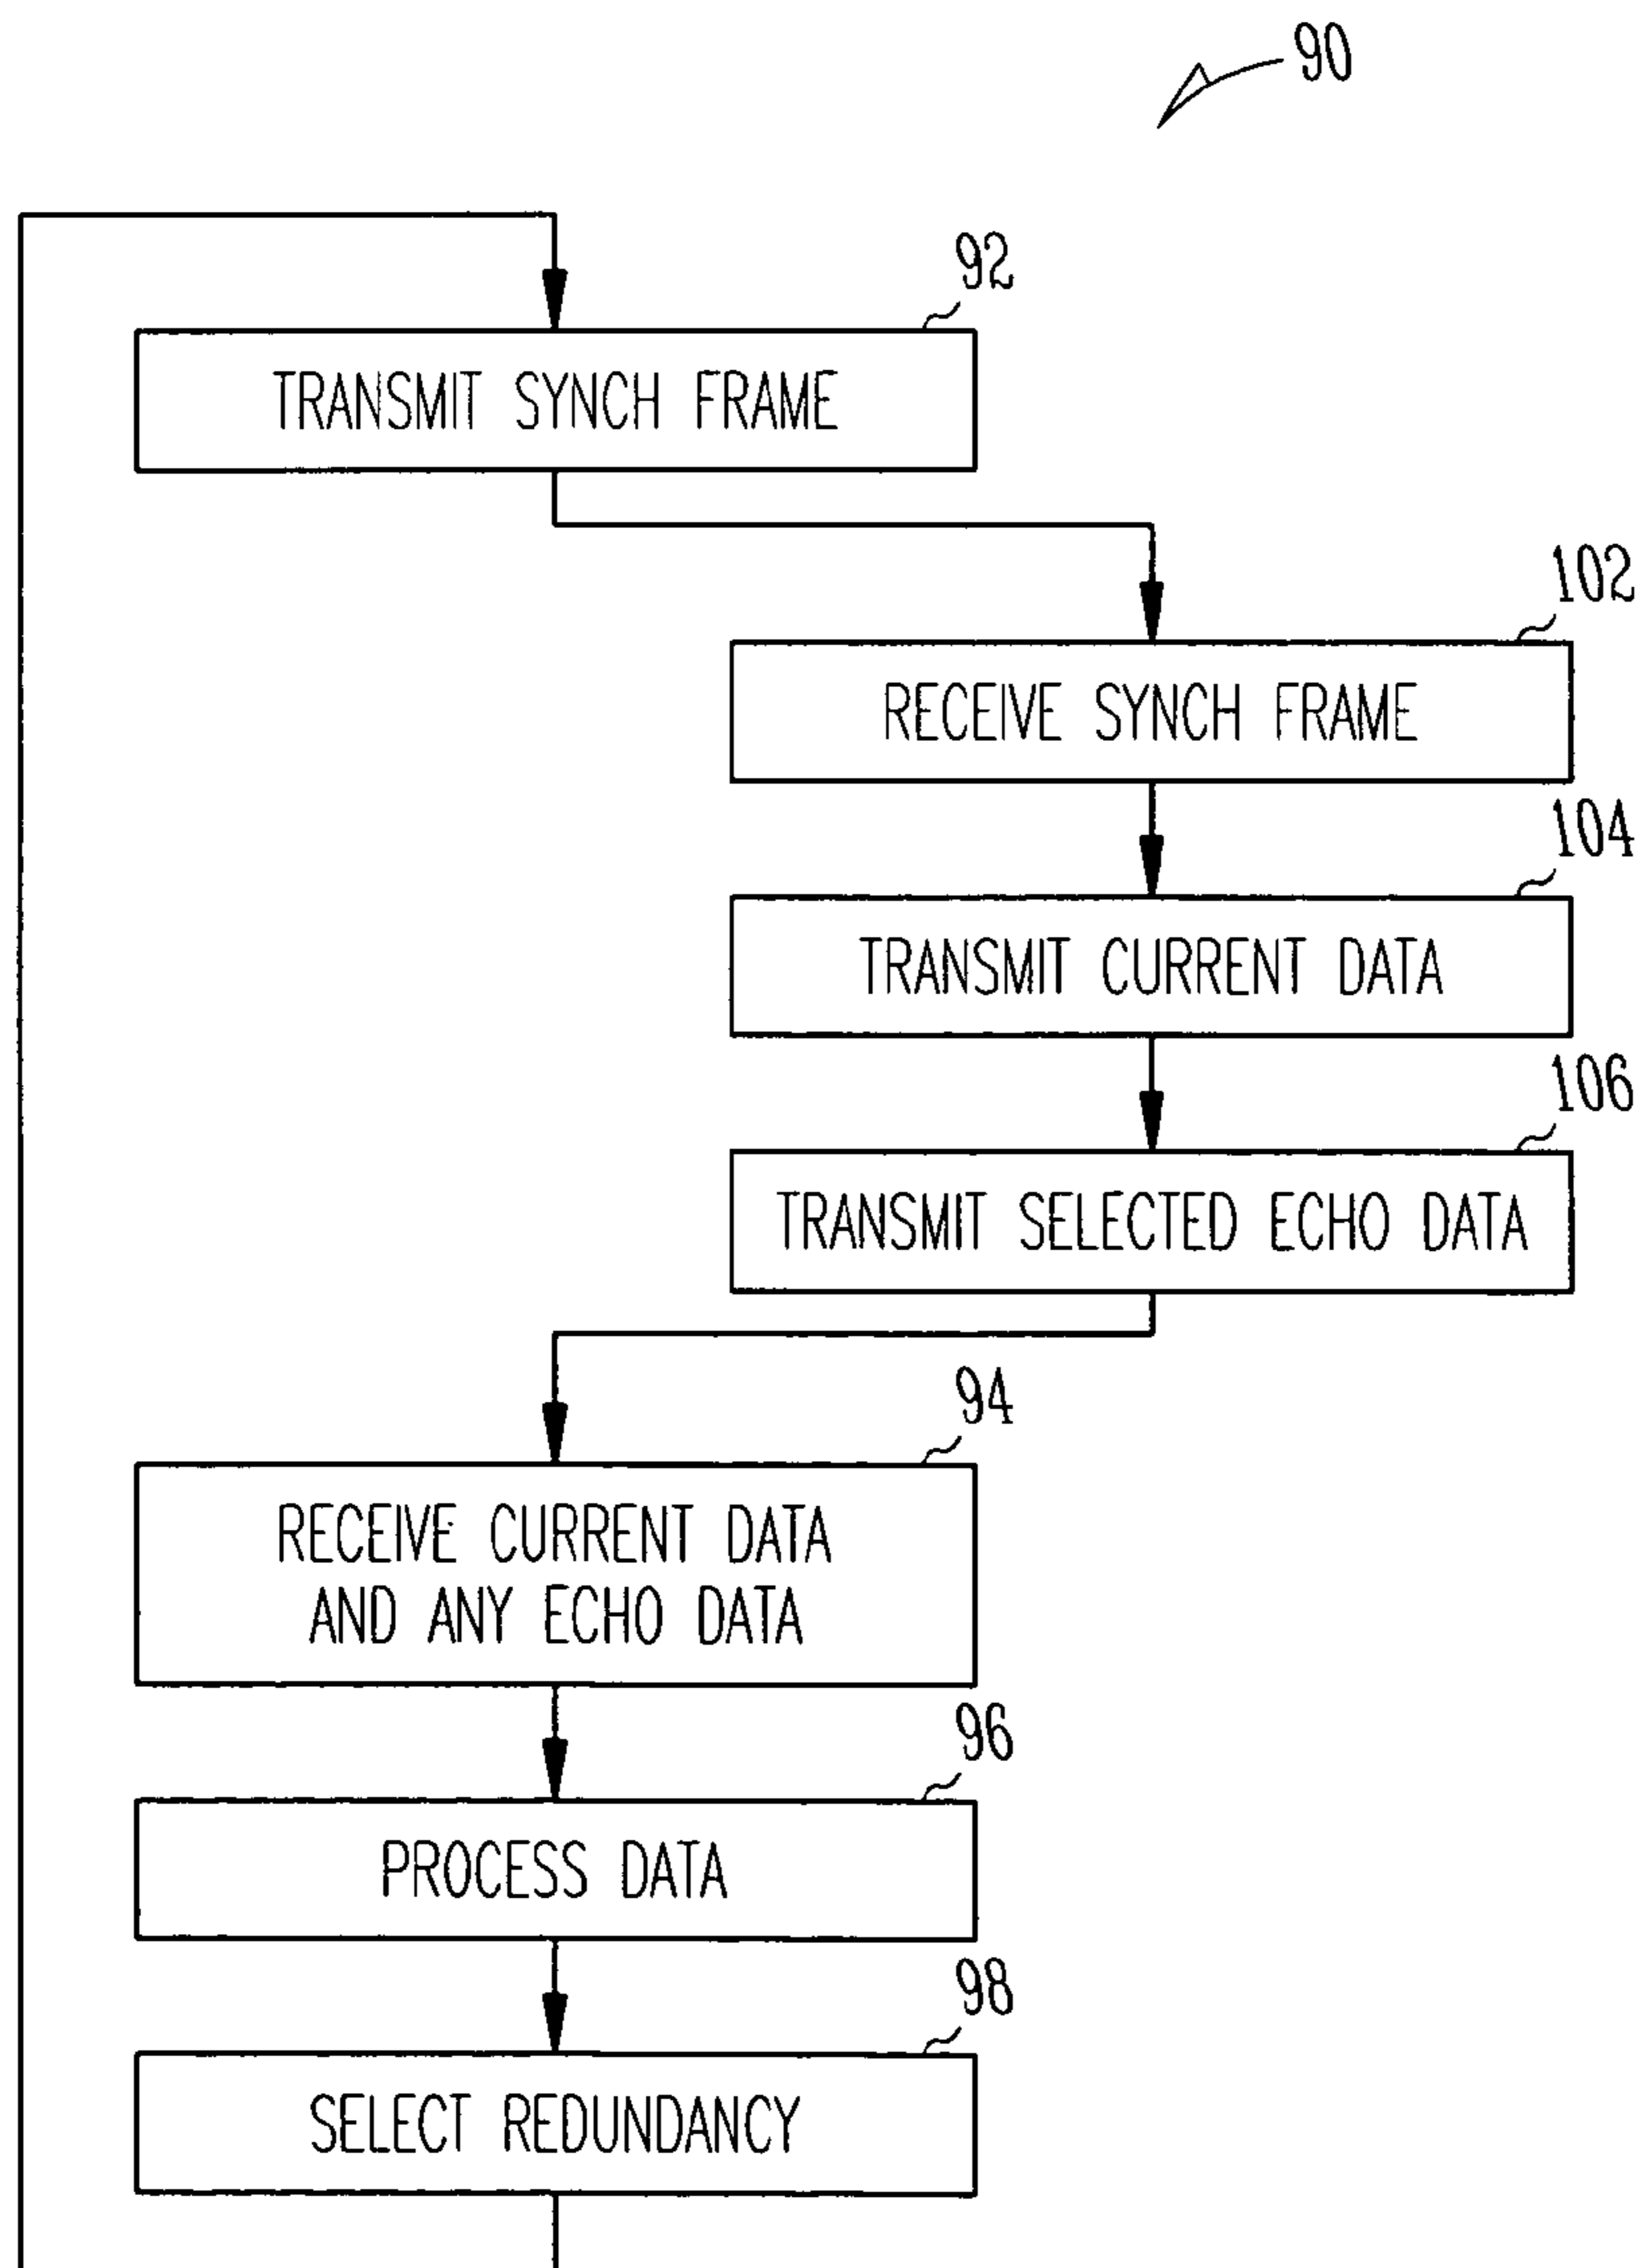 90
92
TRANSMIT SYNCH FRAME
102
RECEIVE SYNCH FRAME
104
TRANSMIT CURRENT DATA
106
TRANSMIT SELECTED ECHO DATA
94
RECEIVE CURRENT DATA
AND ANY ECHO DATA
96
PROCESS DATA
98
SELECT REDUNDANCY